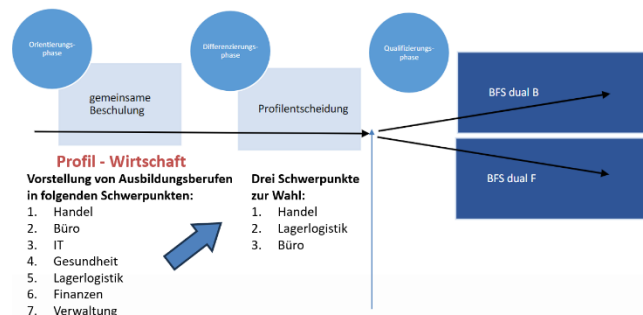 Orientierungs-
phase
Differenzierungs-
phase
Qualifizierungs-
phase
gemeinsame
Beschulung
Profilentscheidung
BFS dual B
BFS dual F
Profil - Wirtschaft
Vorstellung von Ausbildungsberufen
in folgenden Schwerpunkten:
1. Handel
2. Büro
3. IT
4. Gesundheit
5. Lagerlogistik
6. Finanzen
7. Verwaltung
Drei Schwerpunkte
zur Wahl:
1. Handel
2. Lagerlogistik
3. Büro